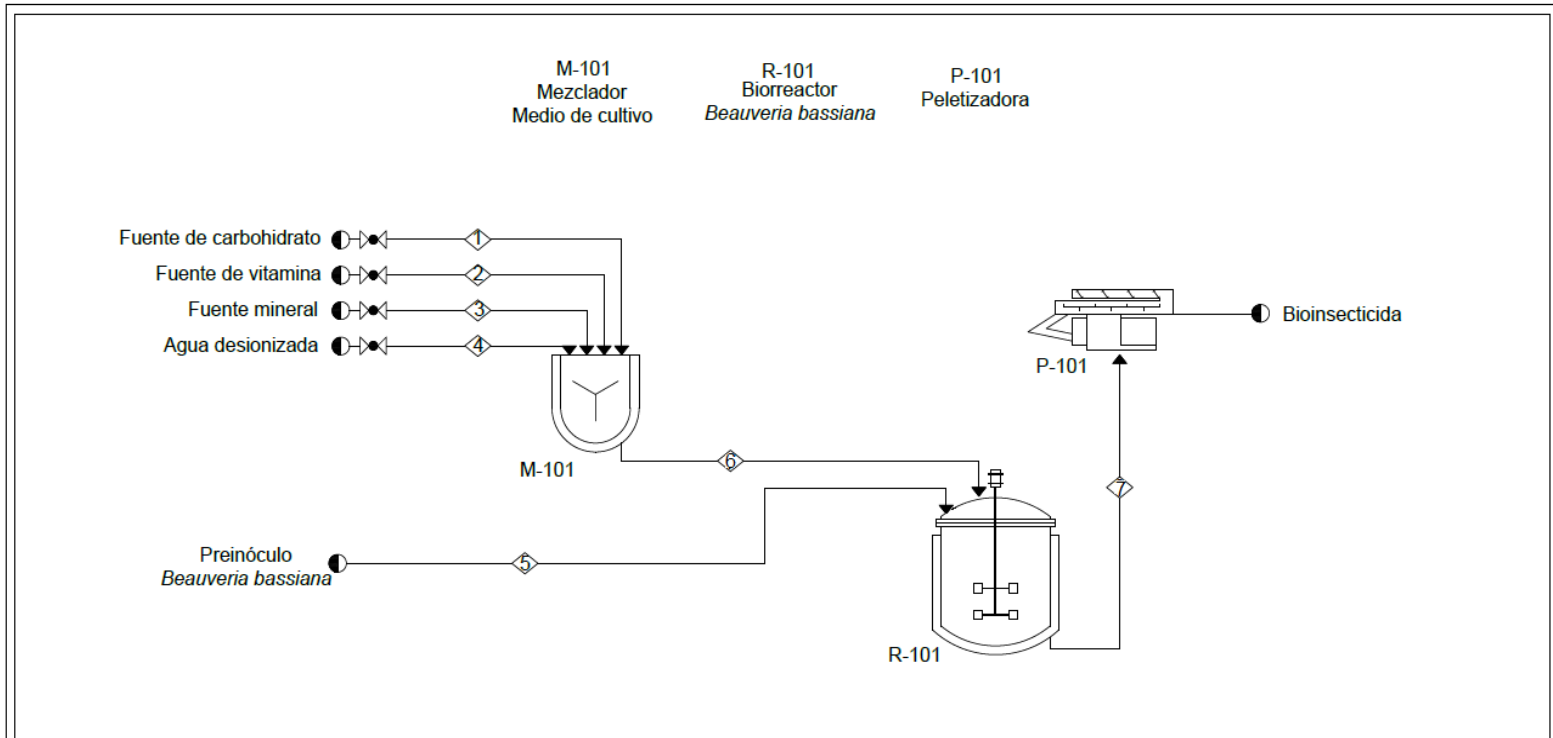 M-101
Mezclador
Medio de cultivo
R-101
Biorreactor
Beauveria bassiana
P-101
Peletizadora
Fuente de carbohidrato
1
Fuente de vitamina
2
Fuente mineral
3
Agua desionizada
4
M-101
6
Preinóculo
Beauveria bassiana
5
R-101
7
P-101
Bioinsecticida